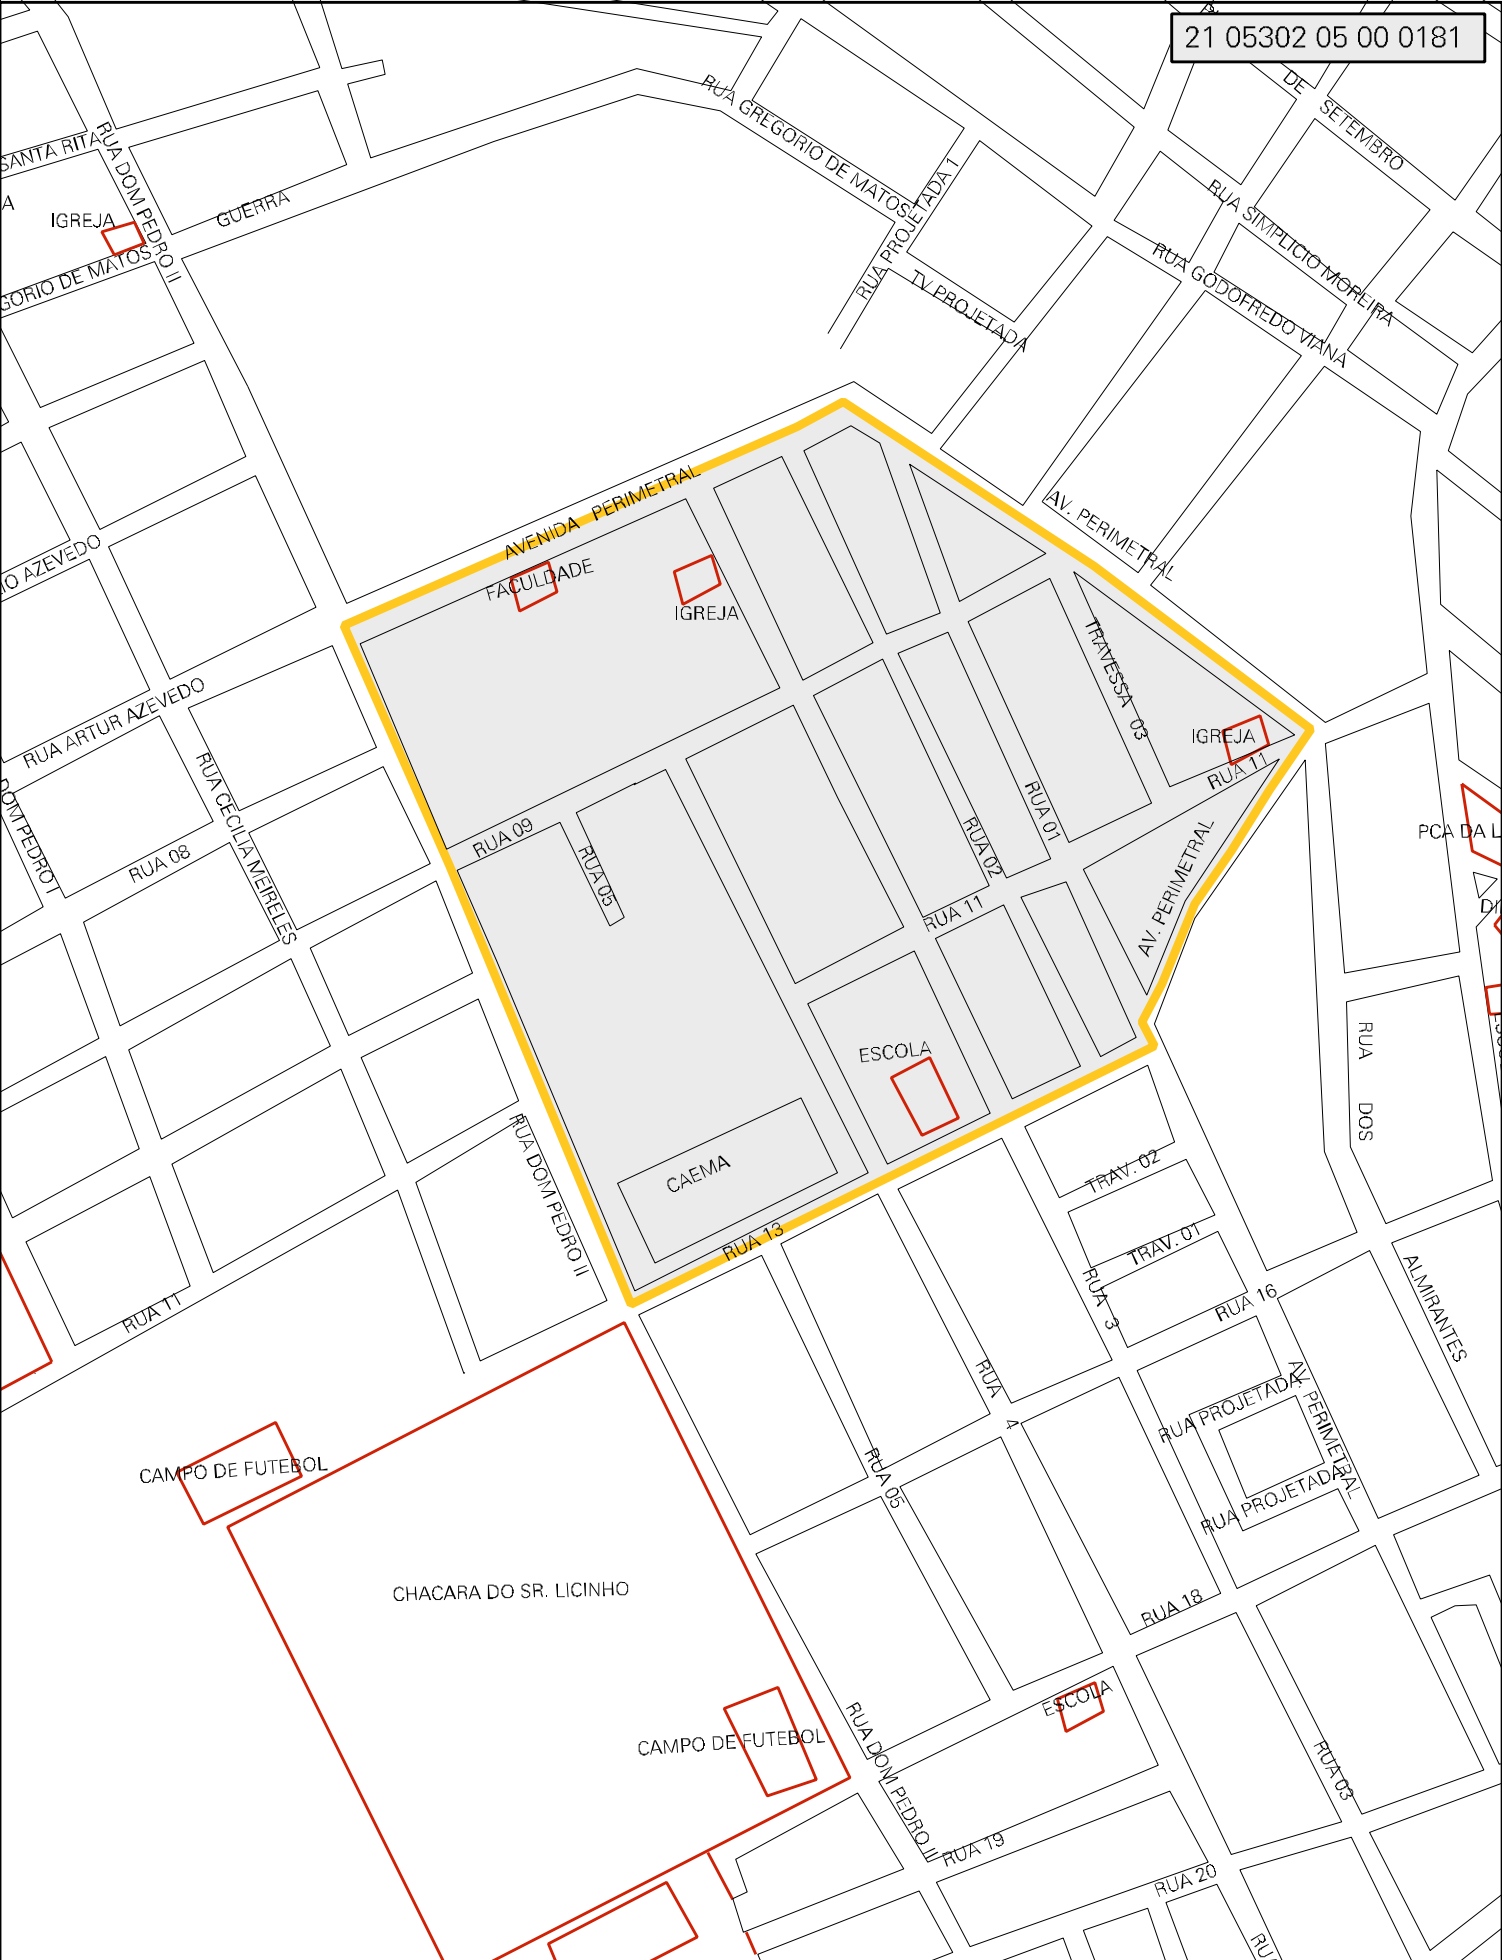 21 05302 05 00 0181
DE SETEMBRO
RUA GREGORIO DE MATOS
SANTA RITA
RUA DOM PEDRO II
RUA PROJETADA 1
A
IGREJA
GUERRA
RUA SIMPLICIO MOREIRA
RUA GODOFREDO VIANA
GORIO DE MATOS
TV.PROJETADA
AVENIDA PERIMETRAL
AV. PERIMETRAL
IO AZEVEDO
FACULDADE
IGREJA
TRAVESSA 03
RUA ARTUR AZEVEDO
IGREJA
RUA 11
RUA CECILIA MEIRELES
DOM PEDRO I
RUA 01
RUA 02
RUA 09
RUA 05
RUA 08
PCA DA L
AV. PERIMETRAL
RUA 11
RUA DOS
ESCOLA
RUA DOM PEDRO II
CAEMA
TRAV. 02
RUA 13
TRAV. 01
RUA 3
RUA 16
ALMIRANTES
RUA 11
RUA 4
AV. PERIMETRAL
RUA PROJETADA
CAMPO DE FUTEBOL
RUA 05
RUA PROJETADA
CHACARA DO SR. LICINHO
RUA 18
ESCOLA
RUA DOM PEDRO II
CAMPO DE FUTEBOL
RUA 03
RUA 19
RUA 20